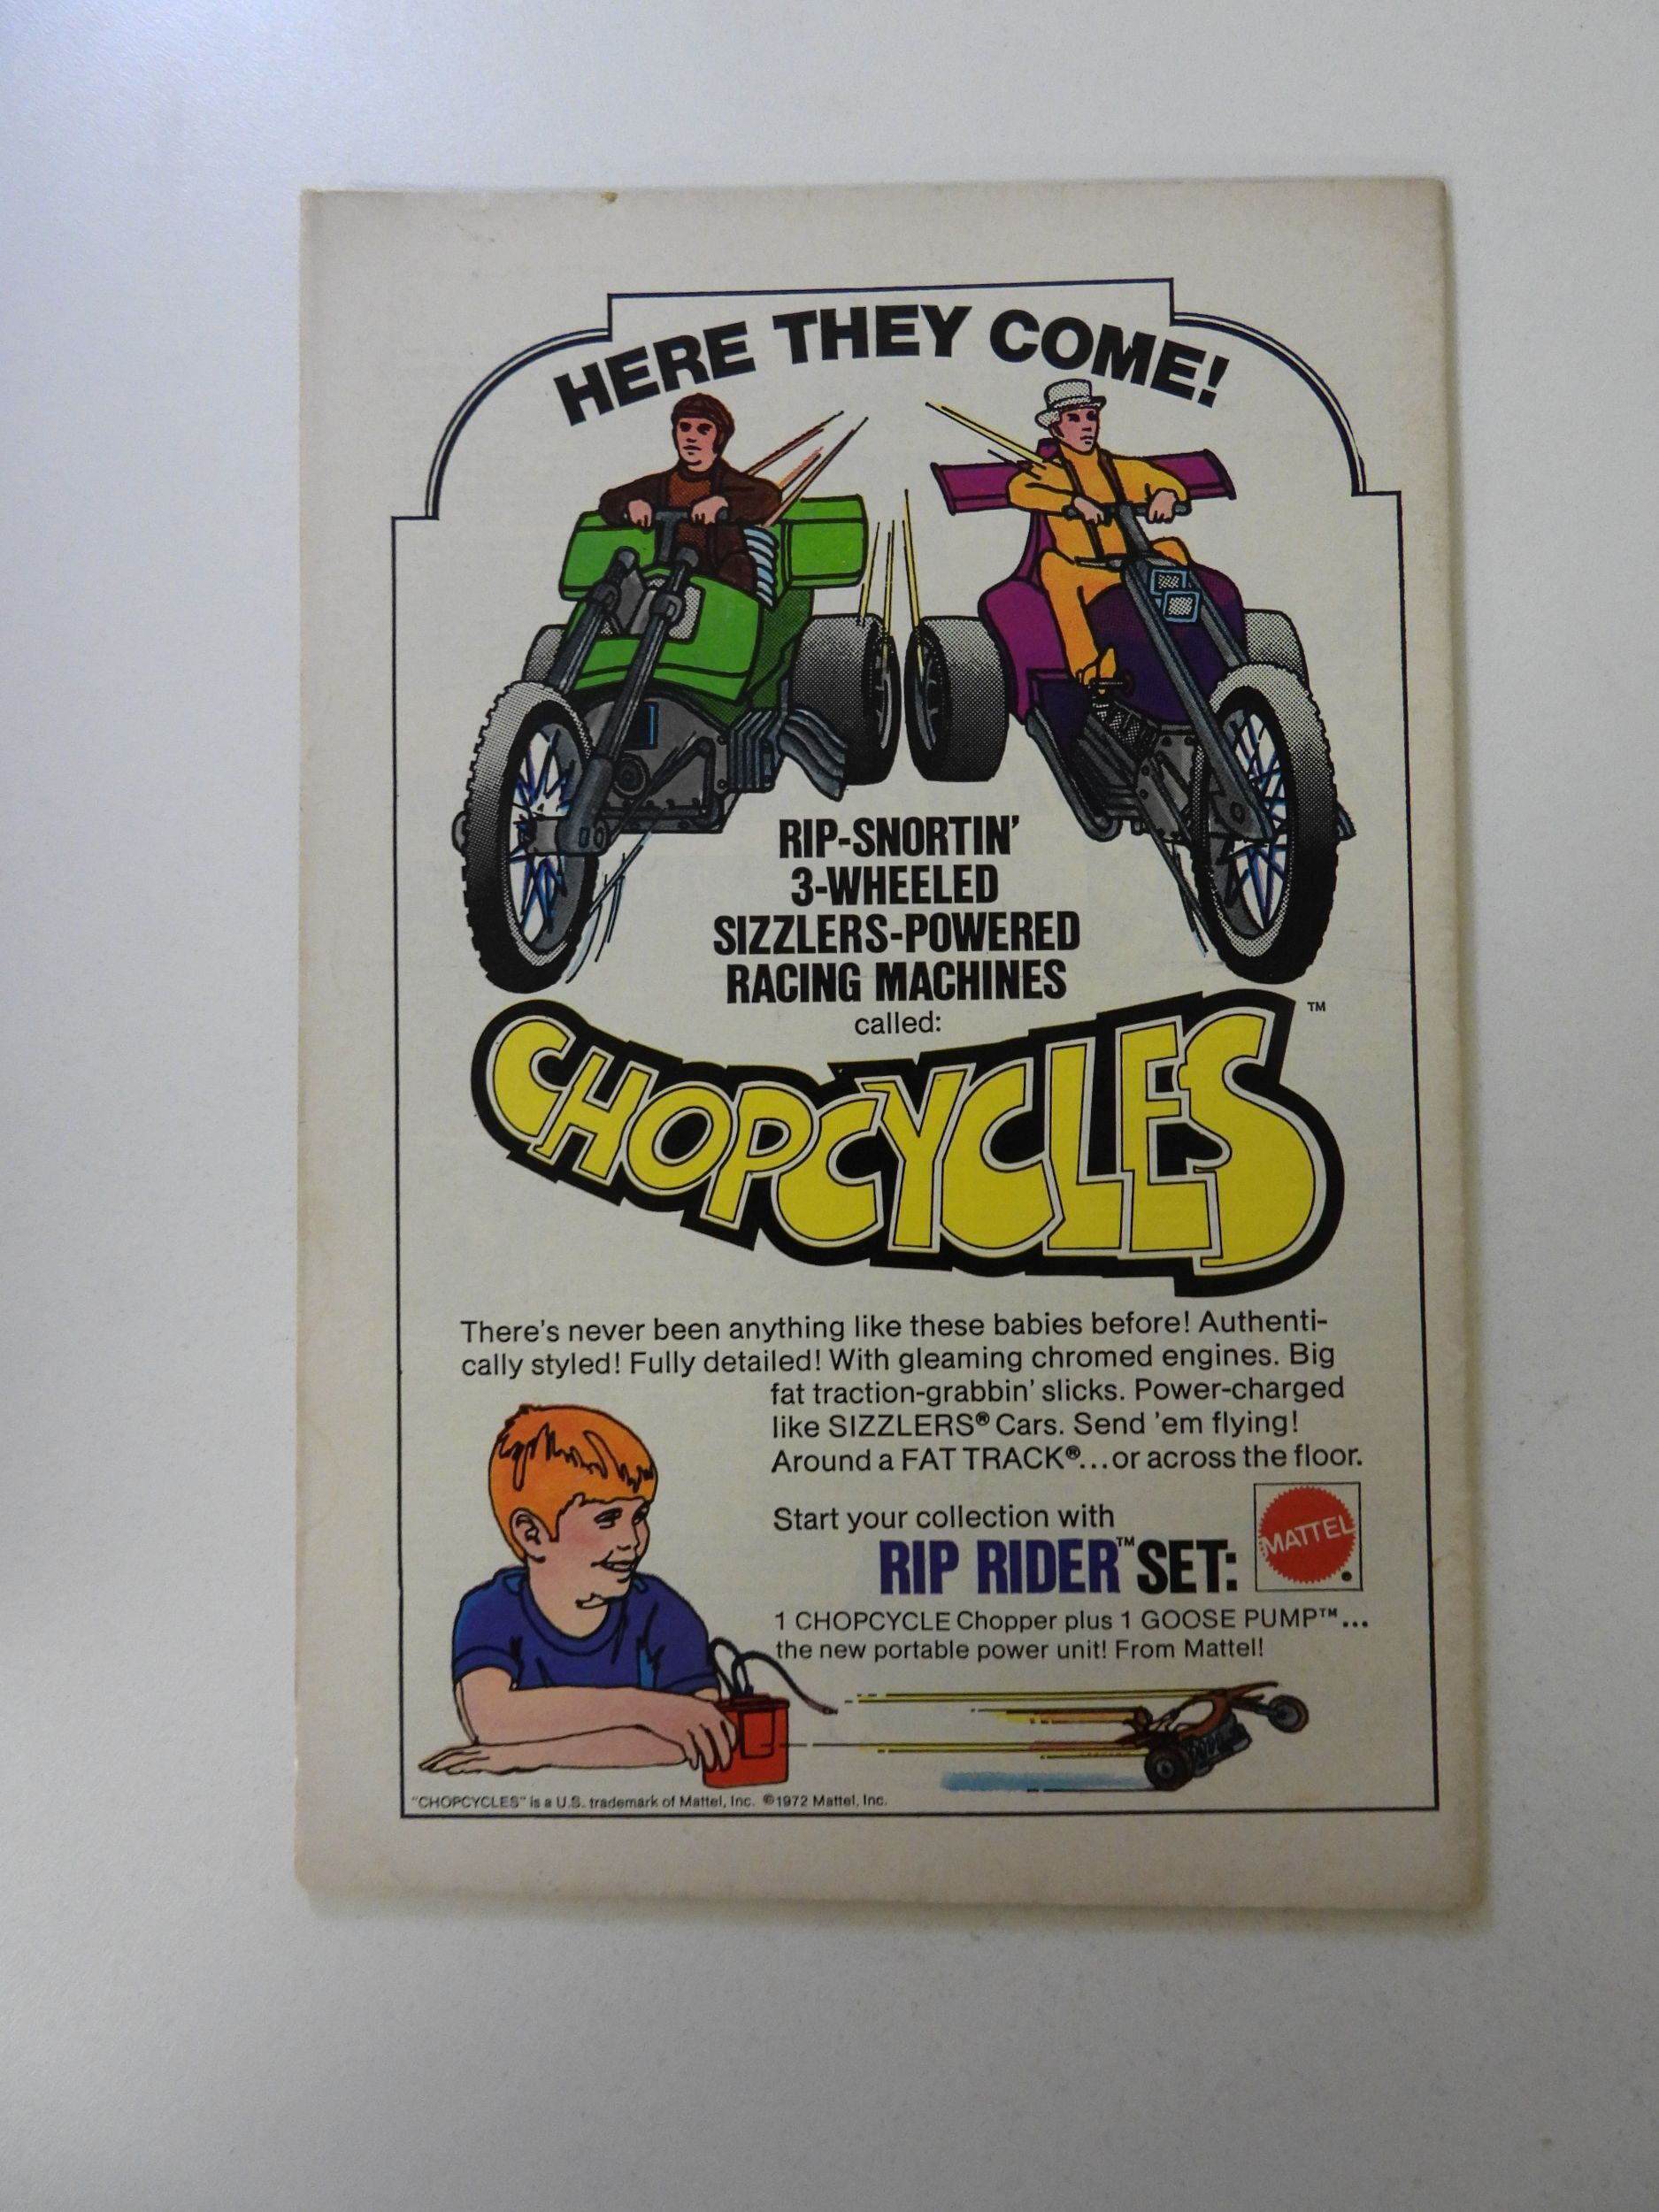 HERE THEY COME!
RIP-SNORTIN'
3-WHEELED
SIZZLERS-POWERED
RACING MACHINES
called:
CHOPCYCLES™
There's never been anything like these babies before! Authenti-
cally styled! Fully detailed! With gleaming chromed engines. Big
fat traction-grabbin' slicks. Power-charged
like SIZZLERS® Cars. Send 'em flying!
Around a FAT TRACK®...or across the floor.
Start your collection with
RIP RIDER™ SET:
MATTEL
1 CHOPCYCLE Chopper plus 1 GOOSE PUMP™...
the new portable power unit! From Mattel!
"CHOPCYCLES" is a U.S. trademark of Mattel, Inc. ©1972 Mattel, Inc.